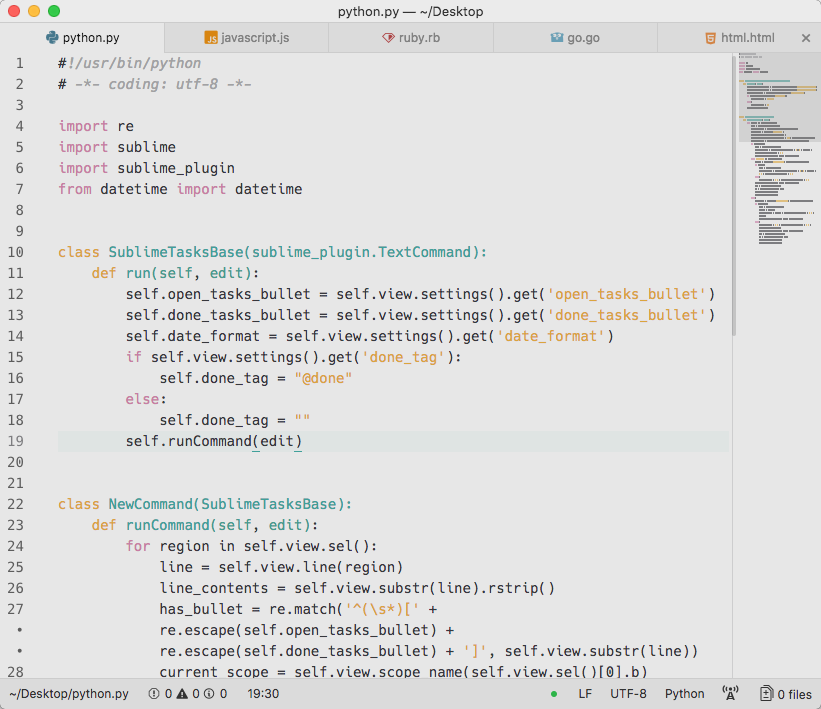 python.py — ~/Desktop
python.py
javascript.js
ruby.rb
go.go
html.html
1 #!/usr/bin/python
2 # -*- coding: utf-8 -*-
3
4 import re
5 import sublime
6 import sublime_plugin
7 from datetime import datetime
8
9
10 class SublimeTasksBase(sublime_plugin.TextCommand):
11 def run(self, edit):
12 self.open_tasks_bullet = self.view.settings().get('open_tasks_bullet')
13 self.done_tasks_bullet = self.view.settings().get('done_tasks_bullet')
14 self.date_format = self.view.settings().get('date_format')
15 if self.view.settings().get('done_tag'):
16 self.done_tag = "@done"
17 else:
18 self.done_tag = ""
19 self.runCommand(edit)
20
21
22 class NewCommand(SublimeTasksBase):
23 def runCommand(self, edit):
24 for region in self.view.sel():
25 line = self.view.line(region)
26 line_contents = self.view.substr(line).rstrip()
27 has_bullet = re.match('^(\s*)[' +
• re.escape(self.open_tasks_bullet) +
• re.escape(self.done_tasks_bullet) + ']', self.view.substr(line))
28 current_scope = self.view.scope_name(self.view.sel()[0].b)
~/Desktop/python.py 0 0 0 19:30 LF UTF-8 Python 0 files